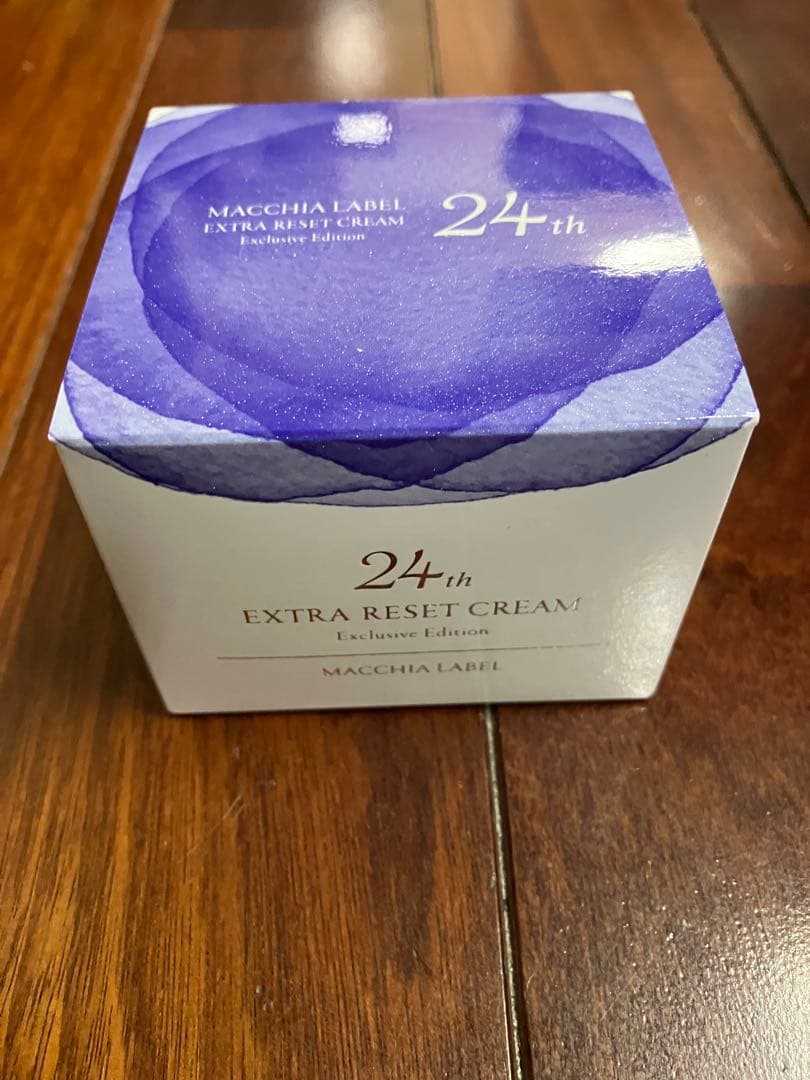 MACCHIA LABEL
EXTRA RESET CREAM
Exclusive Edition
24th
24th
EXTRA RESET CREAM
Exclusive Edition
MACCHIA LABEL